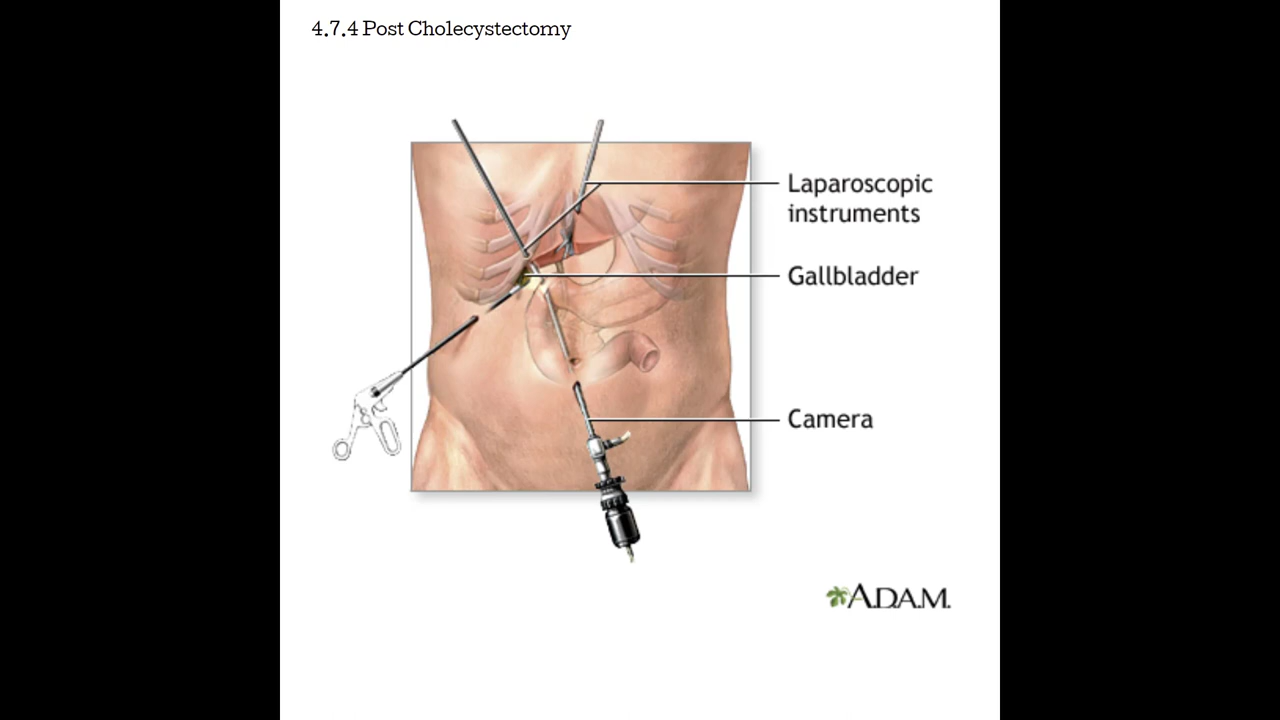 4.7.4 Post Cholecystectomy
Laparoscopic
instruments
Gallbladder
Camera
A.D.A.M.